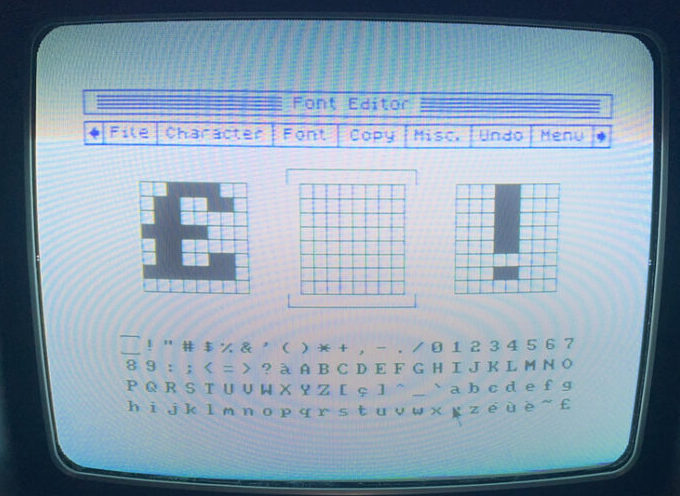 Font Editor
File Character Font Copy Misc. Undo Menu
£ !
! " # $ % & ' ( ) * + , - . / 0 1 2 3 4 5 6 7
8 9 : ; < = > ? à A B C D E F G H I J K L M N O
P Q R S T U V W X Y Z [ ç ] ^ _ ` a b c d e f g
h i j k l m n o p q r s t u v w x y z é ù è ~ £